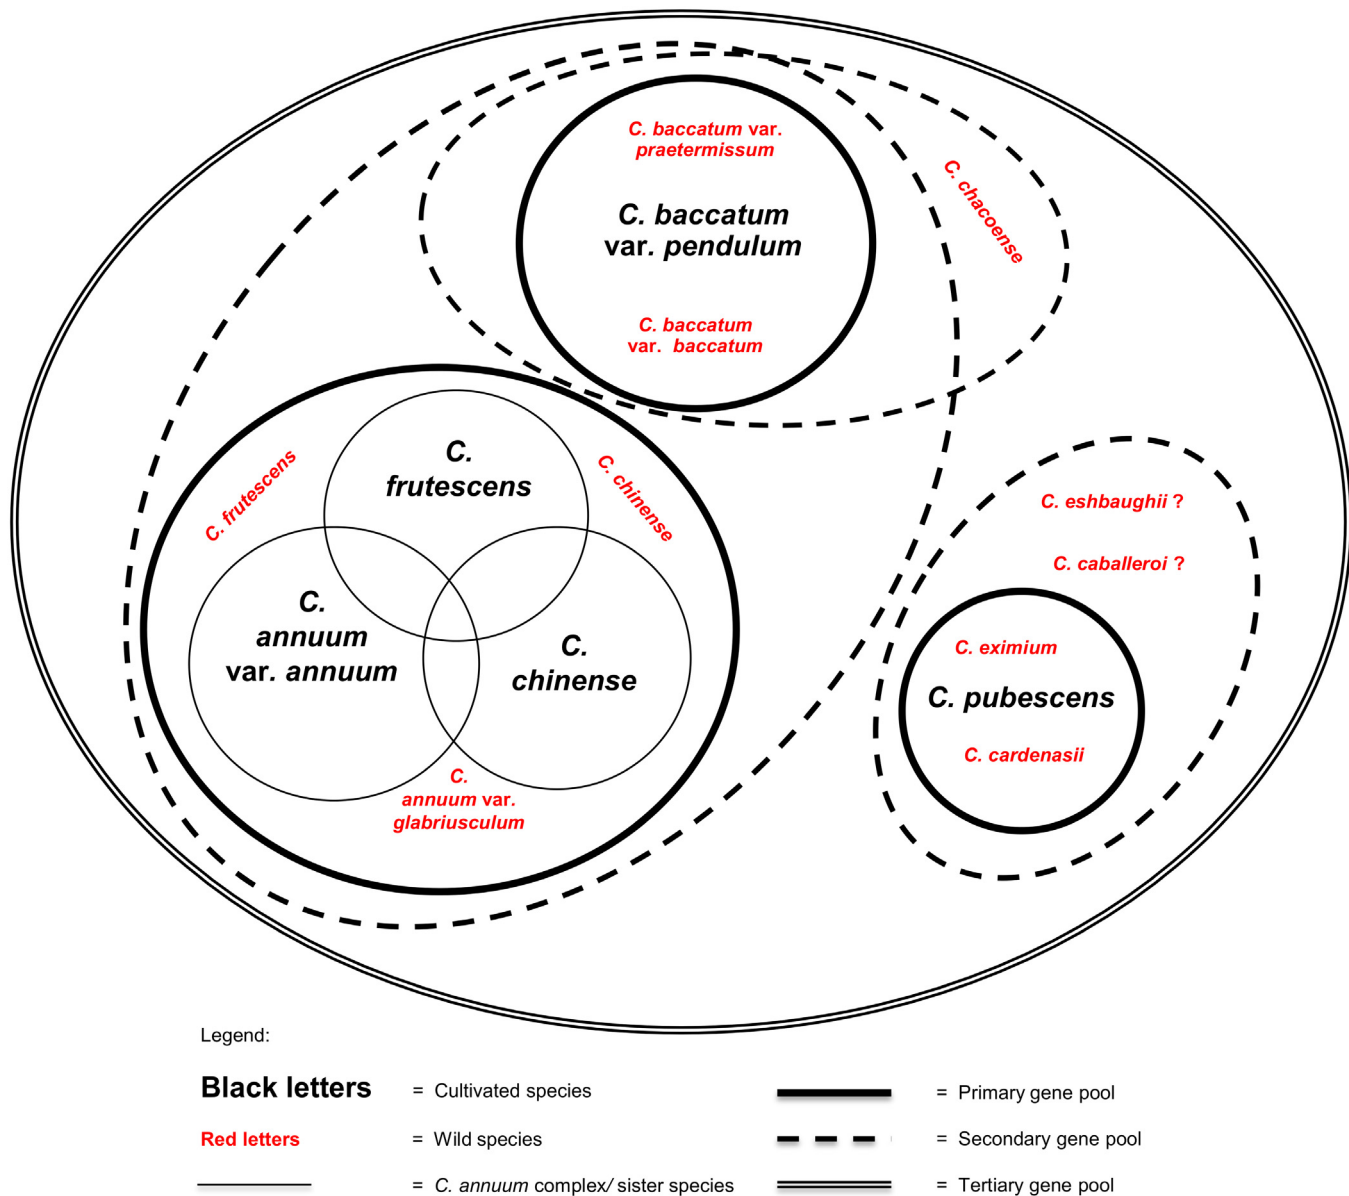 C. baccatum var.
praetermissum
C. baccatum
var. pendulum
C. baccatum
var. baccatum
C. chacoense
C. frutescens
C.
frutescens
C. chinense
C.
annuum
var. annuum
C.
chinense
C.
annuum var.
glabriusculum
C. eshbaughii ?
C. caballeroi ?
C. eximium
C. pubescens
C. cardenasii
Legend:
Black letters = Cultivated species
Red letters = Wild species
= C. annuum complex/ sister species
= Primary gene pool
= Secondary gene pool
= Tertiary gene pool